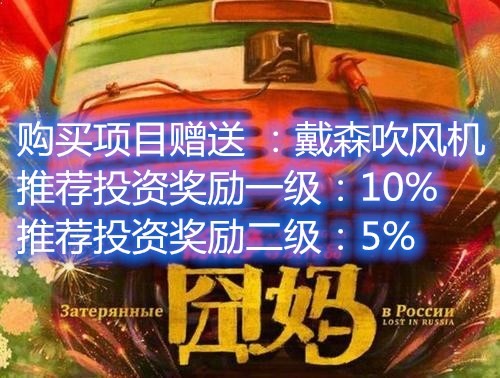 购买项目赠送 ：戴森吹风机
推荐投资奖励一级：10%
推荐投资奖励二级：5%
Затерянные 囧妈 в России
LOST IN RUSSIA